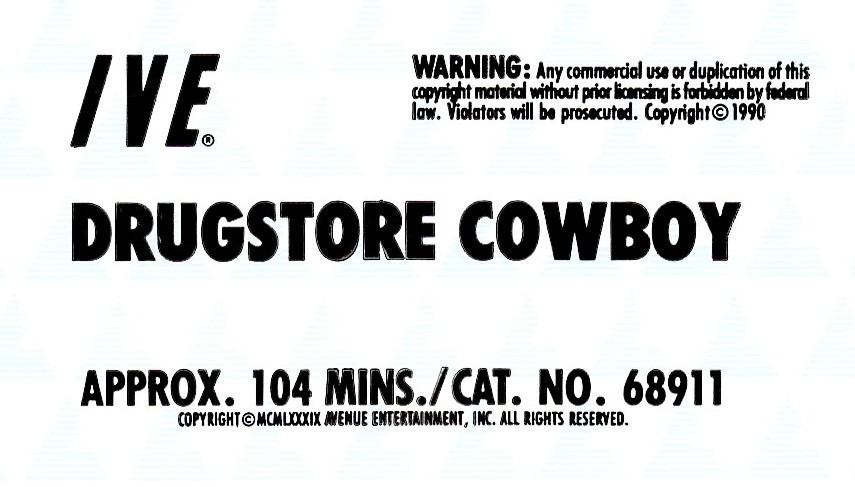 IVE®
WARNING: Any commercial use or duplication of this
copyright material without prior licensing is forbidden by federal
law. Violators will be prosecuted. Copyright © 1990
DRUGSTORE COWBOY
APPROX. 104 MINS./CAT. NO. 68911
COPYRIGHT © MCMLXXXIX AVENUE ENTERTAINMENT, INC. ALL RIGHTS RESERVED.